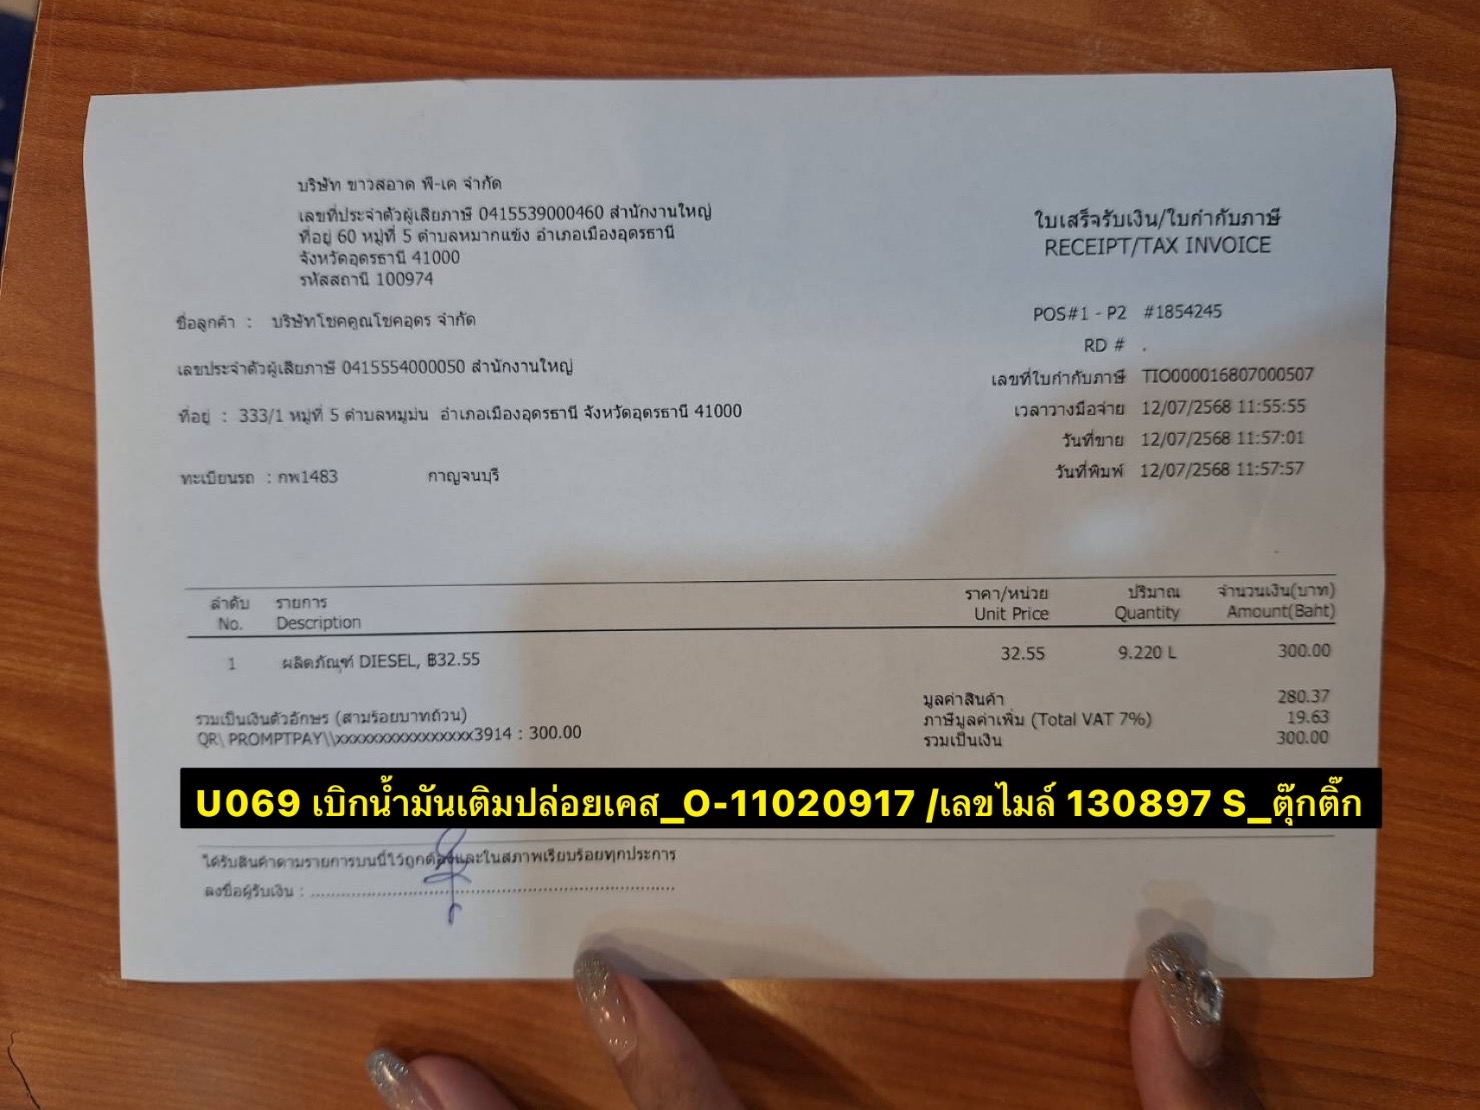 บริษัท ขาวสอาด พี-เค จำกัด
เลขที่ประจำตัวผู้เสียภาษี 0415539000460 สำนักงานใหญ่
ที่อยู่ 60 หมู่ที่ 5 ตำบลหมากแข้ง อำเภอเมืองอุดรธานี
จังหวัดอุดรธานี 41000
รหัสสถานี 100974
ใบเสร็จรับเงิน/ใบกำกับภาษี
RECEIPT/TAX INVOICE
ชื่อลูกค้า : บริษัทโชคคูณโชคอุดร จำกัด
POS#1 - P2 #1854245
RD # .
เลขประจำตัวผู้เสียภาษี 0415554000050 สำนักงานใหญ่
เลขที่ใบกำกับภาษี TIO000016807000507
ที่อยู่ : 333/1 หมู่ที่ 5 ตำบลหมูม่น อำเภอเมืองอุดรธานี จังหวัดอุดรธานี 41000
เวลาวางมือจ่าย 12/07/2568 11:55:55
วันที่ขาย 12/07/2568 11:57:01
ทะเบียนรถ : กพ1483 กาญจนบุรี
วันที่พิมพ์ 12/07/2568 11:57:57
ลำดับ รายการ ราคา/หน่วย ปริมาณ จำนวนเงิน(บาท)
No. Description Unit Price Quantity Amount(Baht)
1 ผลิตภัณฑ์ DIESEL, ฿32.55 32.55 9.220 L 300.00
มูลค่าสินค้า 280.37
รวมเป็นเงินตัวอักษร (สามร้อยบาทถ้วน) ภาษีมูลค่าเพิ่ม (Total VAT 7%) 19.63
QR\ PROMPTPAY\\xxxxxxxxxxxxxxxx3914 : 300.00 รวมเป็นเงิน 300.00
U069 เบิกน้ำมันเติมปล่อยเคส_O-11020917 /เลขไมล์ 130897 S_ตุ๊กติ๊ก
ได้รับสินค้าตามรายการบนนี้ไว้ถูกต้องและในสภาพเรียบร้อยทุกประการ
ลงชื่อผู้รับเงิน : ........................................................................